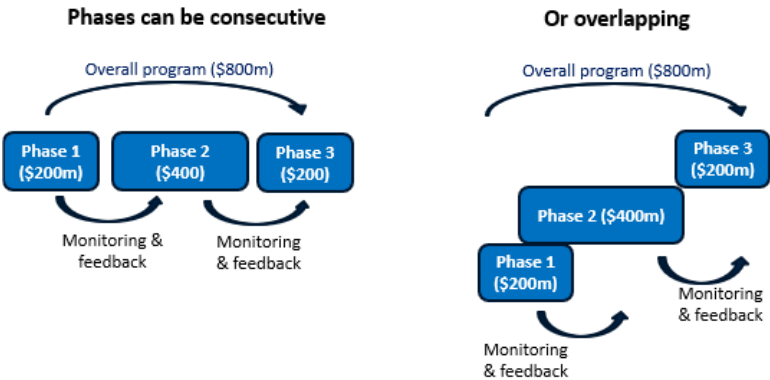 Phases can be consecutive
Overall program ($800m)
Phase 1
($200m)
Phase 2
($400)
Phase 3
($200)
Monitoring &
feedback
Monitoring
& feedback
Or overlapping
Overall program ($800m)
Phase 3
($200m)
Phase 2 ($400m)
Phase 1
($200m)
Monitoring
& feedback
Monitoring
& feedback